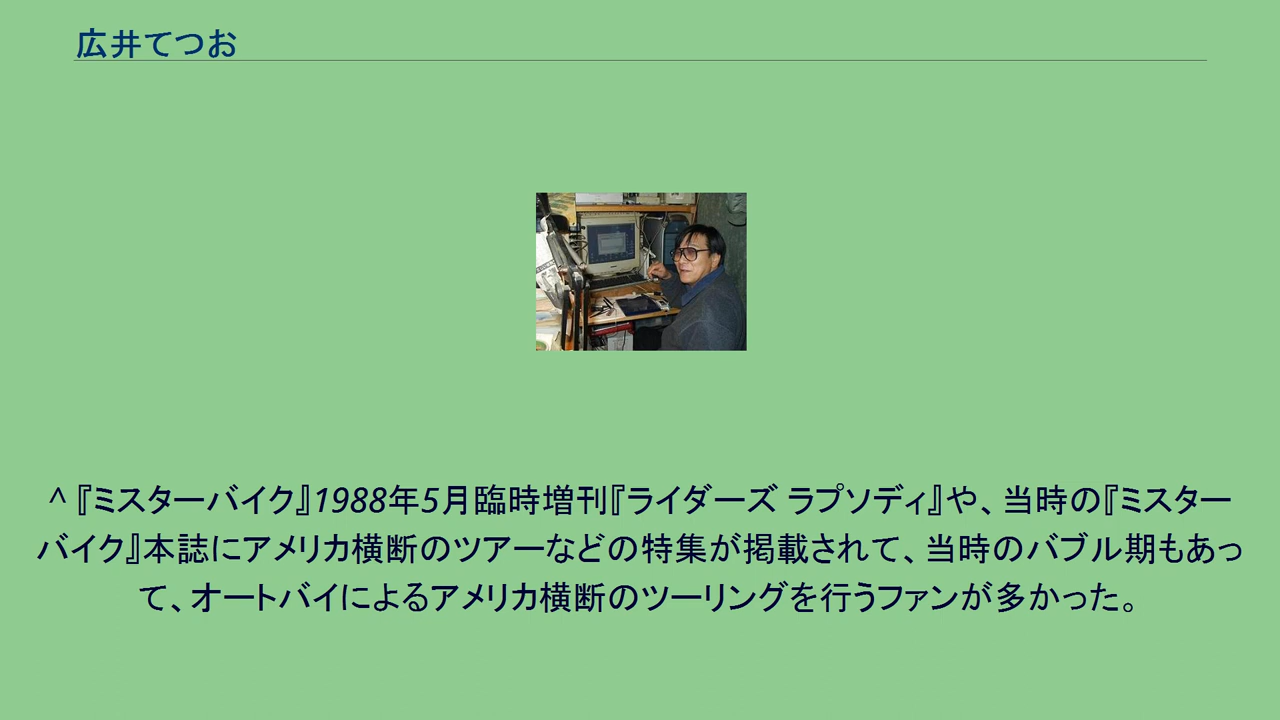 広井てつお
^ 『ミスターバイク』1988年5月臨時増刊『ライダーズ ラプソディ』や、当時の『ミスター
バイク』本誌にアメリカ横断のツアーなどの特集が掲載されて、当時のバブル期もあっ
て、オートバイによるアメリカ横断のツーリングを行うファンが多かった。